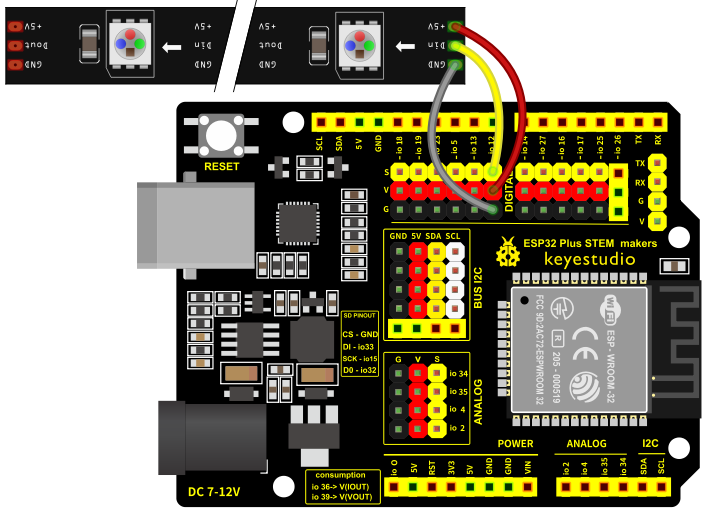 +5V
Dout
GND
+5V
Din
GND
+5V
Dout
GND
+5V
Din
GND
RESET
SCL
SDA
5V
GND
io 18
io 19
io 23
io 5
io 13
io 12
io 14
io 27
io 16
io 17
io 25
io 26
TX
RX
S
V
G
DIGITAL
TX
RX
G
V
GND 5V SDA SCL
BUS I2C
ESP32 Plus STEM makers
keyestudio
SD PINOUT
CS - GND
DI - io33
SCK - io15
D0 - io32
FCC 9D:2AC72-ESPWROOM 32
R
205 - 000519
CE
Wi FI
ESP - WROOM-32
G V S
io 34
io 35
io 4
io 2
ANALOG
DC 7-12V
consumption
io 36-> V(IOUT)
io 39-> V(VOUT)
POWER
io 0
5V
RST
3V3
5V
GND
GND
VIN
ANALOG
io 2
io 4
io 35
io 34
I2C
SDA
SCL